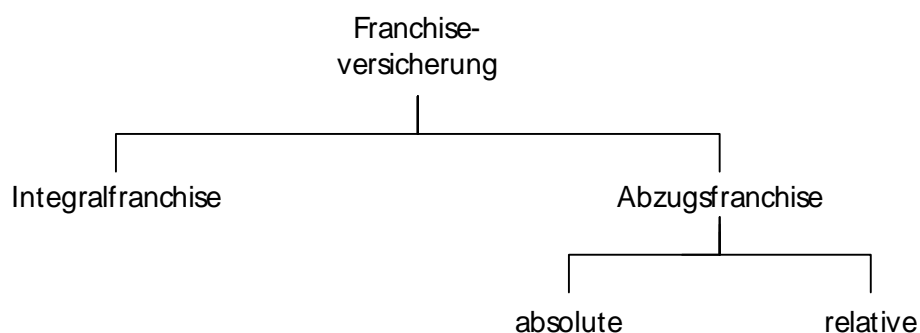 Franchise-
versicherung
Integralfranchise
Abzugsfranchise
absolute
relative